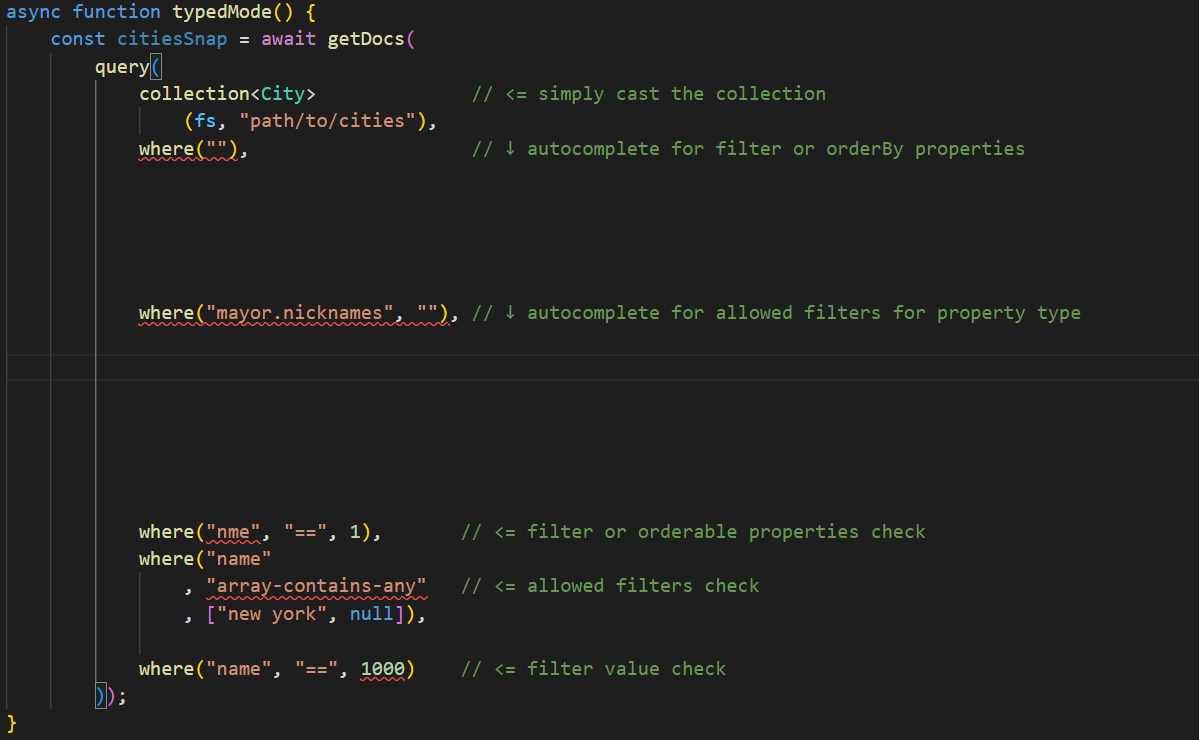 async function typedMode() {
    const citiesSnap = await getDocs(
        query(
            collection<City>              // <= simply cast the collection
                (fs, "path/to/cities"),
            where(""),                    // ↓ autocomplete for filter or orderBy properties
            where("mayor.nicknames", ""), // ↓ autocomplete for allowed filters for property type
            where("nme", "==", 1),       // <= filter or orderable properties check
            where("name"
                , "array-contains-any"   // <= allowed filters check
                , ["new york", null]),
            where("name", "==", 1000)    // <= filter value check
        ));
}